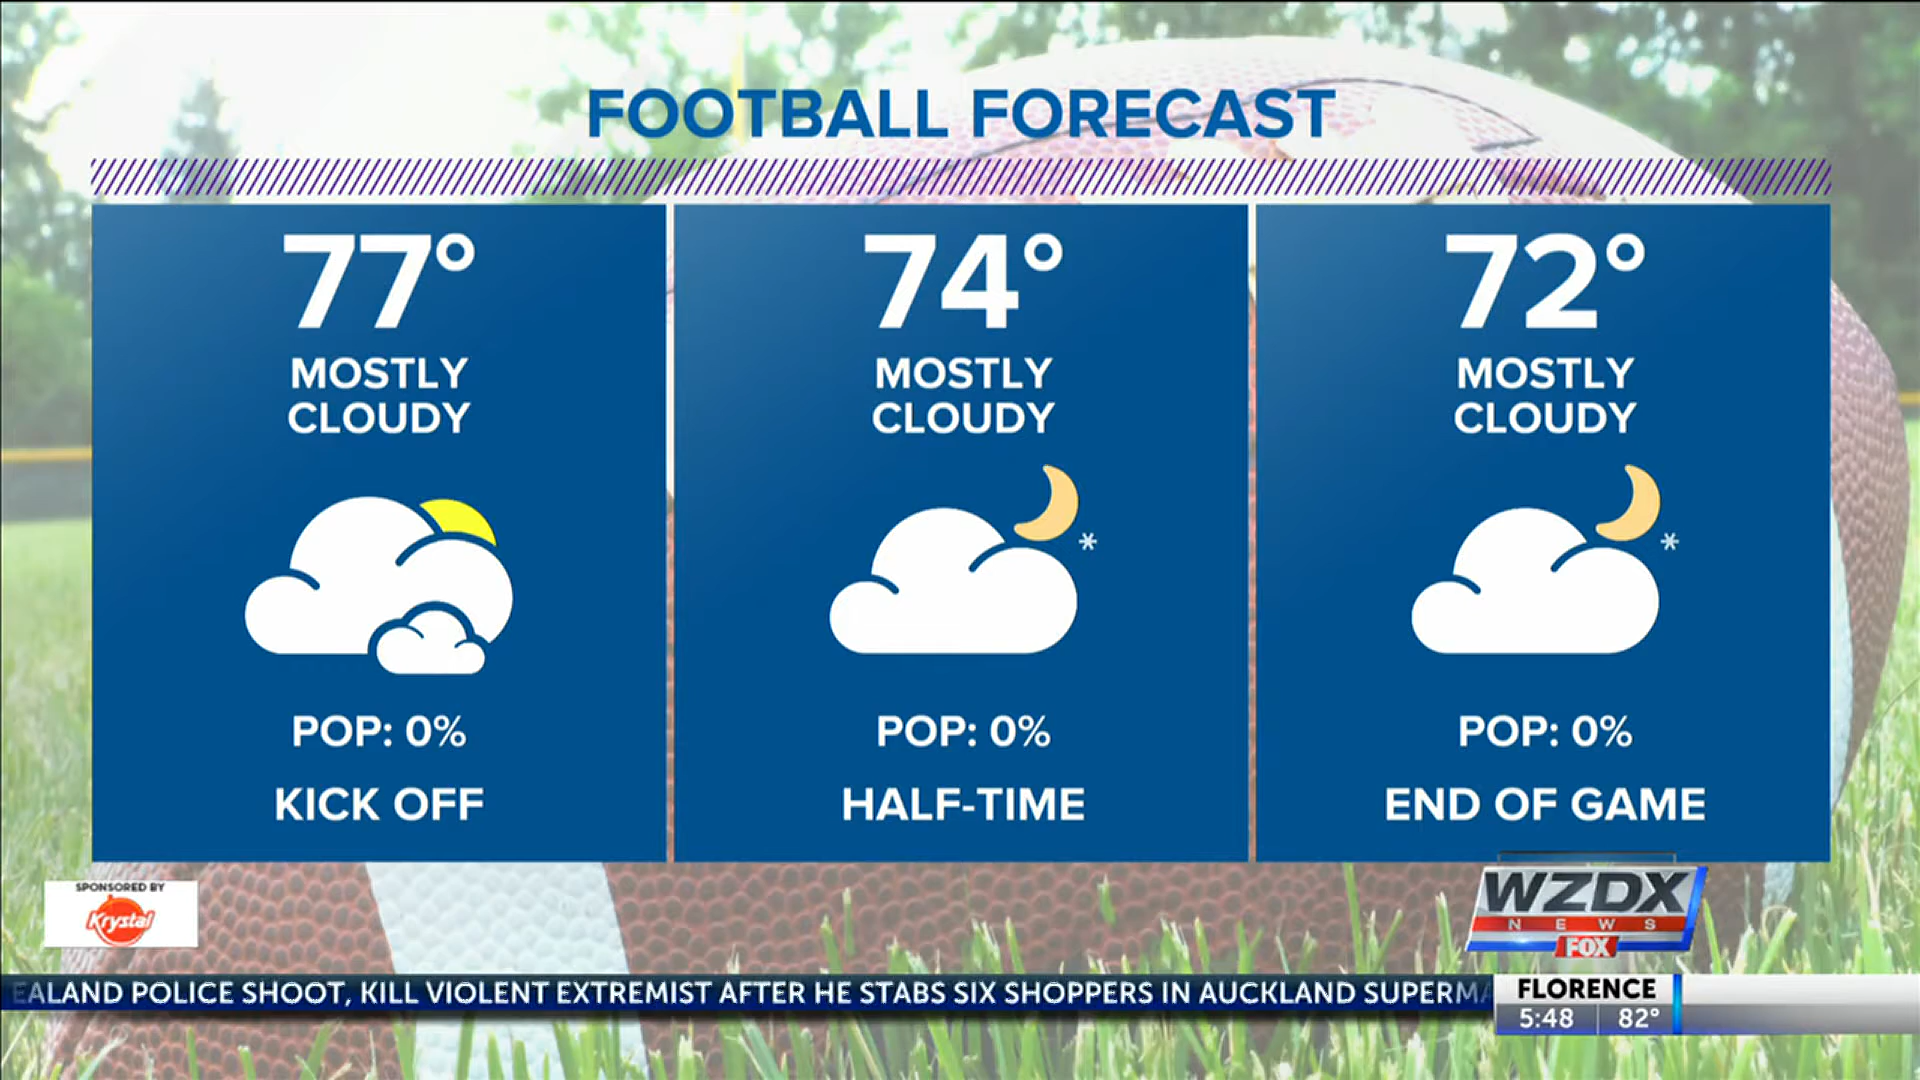 FOOTBALL FORECAST
77°
MOSTLY
CLOUDY
POP: 0%
KICK OFF
74°
MOSTLY
CLOUDY
POP: 0%
HALF-TIME
72°
MOSTLY
CLOUDY
POP: 0%
END OF GAME
SPONSORED BY
Krystal
WZDX
NEWS
FOX
EALAND POLICE SHOOT, KILL VIOLENT EXTREMIST AFTER HE STABS SIX SHOPPERS IN AUCKLAND SUPERMA
FLORENCE
5:48 82°